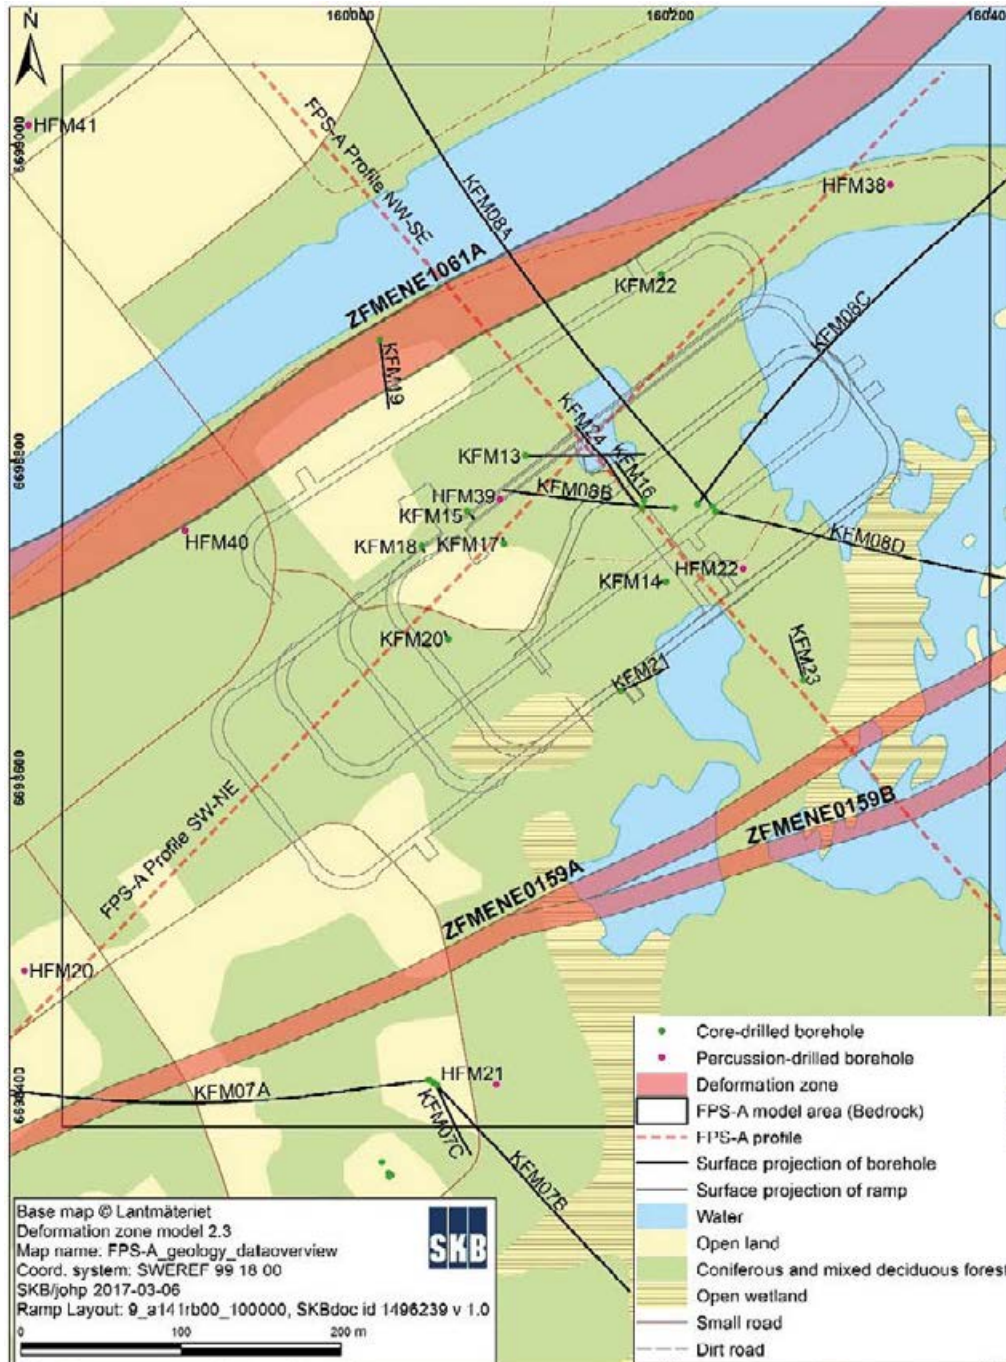 N
160000
160200
160400
6699000
HFM41
FPS-A Profile NW-SE
KFM08A
HFM38
ZFMENE1061A
KFM22
KFM08C
KFM19
6698800
KFM24
KFM13
KFM16
HFM39
KFM08B
KFM15
HFM40
KFM18
KFM17
KFM08D
HFM22
KFM14
KFM20
KFM23
KFM21
6698600
ZFMENE0159B
FPS-A Profile SW-NE
ZFMENE0159A
HFM20
HFM21
KFM07A
6698400
KFM07C
KFM07B
Core-drilled borehole
Percussion-drilled borehole
Deformation zone
FPS-A model area (Bedrock)
FPS-A profile
Surface projection of borehole
Surface projection of ramp
Water
Open land
Coniferous and mixed deciduous forest
Open wetland
Small road
Dirt road
Base map © Lantmäteriet
Deformation zone model 2.3
Map name: FPS-A_geology_dataoverview
Coord. system: SWEREF 99 18 00
SKB/johp 2017-03-06
Ramp Layout: 9_a141rb00_100000, SKBdoc id 1496239 v 1.0
SKB
0 100 200 m